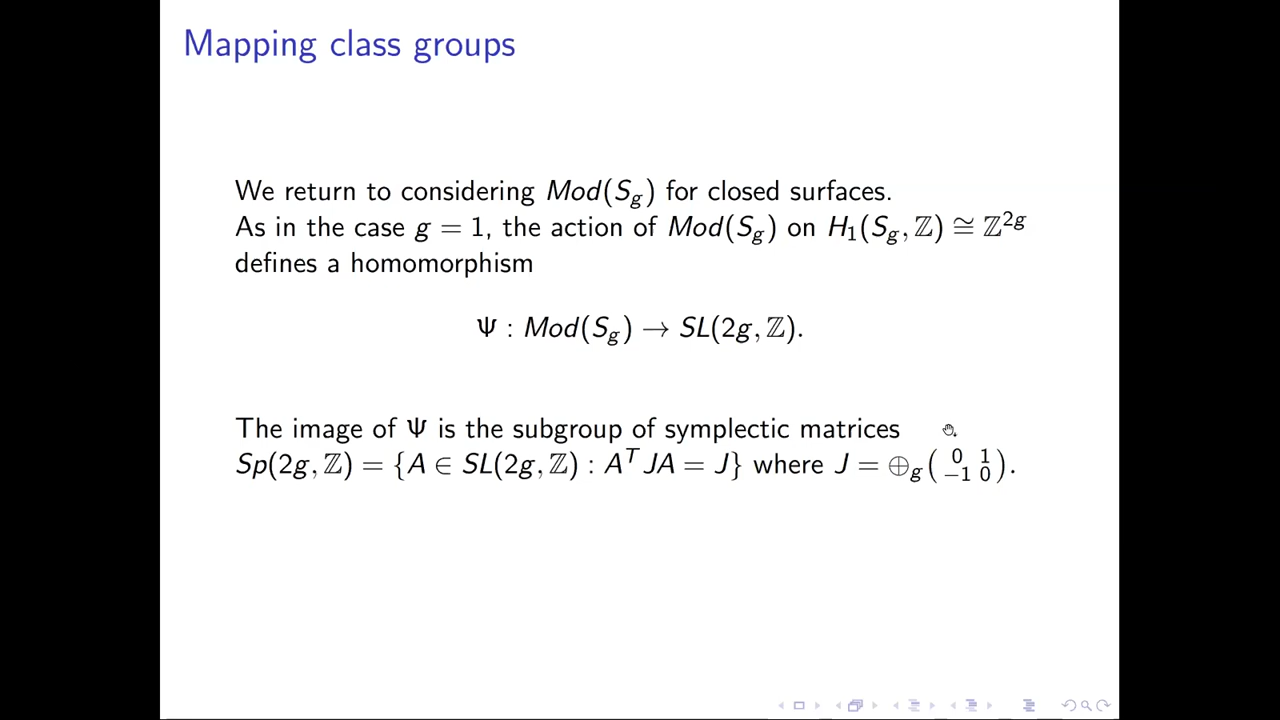 Mapping class groups
We return to considering Mod(S_g) for closed surfaces.
As in the case g = 1, the action of Mod(S_g) on H_1(S_g, ℤ) ≅ ℤ^{2g}
defines a homomorphism
Ψ : Mod(S_g) → SL(2g, ℤ).
The image of Ψ is the subgroup of symplectic matrices
Sp(2g, ℤ) = {A ∈ SL(2g, ℤ) : A^T JA = J} where J = ⊕_g ( 0 1 ; −1 0 ).